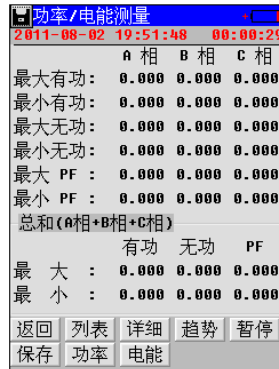 功率/电能测量
2011-08-02 19:51:48 00:00:29
A 相 B 相 C 相
最大有功: 0.000 0.000 0.000
最小有功: 0.000 0.000 0.000
最大无功: 0.000 0.000 0.000
最小无功: 0.000 0.000 0.000
最大 PF : 0.000 0.000 0.000
最小 PF : 0.000 0.000 0.000
总和(A相+B相+C相)
有功 无功 PF
最 大 : 0.000 0.000 0.000
最 小 : 0.000 0.000 0.000
返回 列表 详细 趋势 暂停
保存 功率 电能